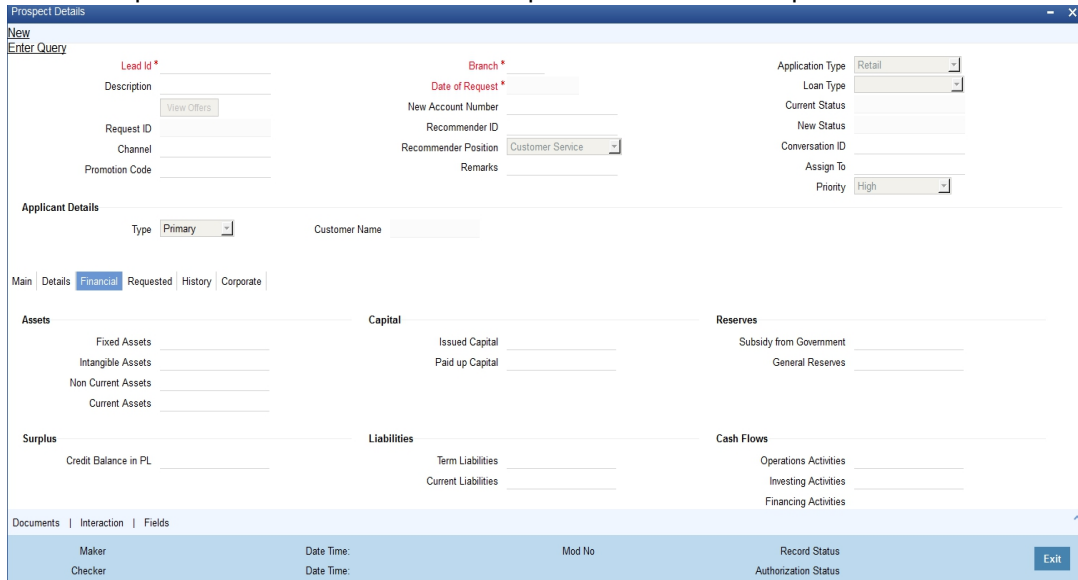 Prospect Details
New
Enter Query
Lead Id * Branch * Application Type Retail
Description Date of Request * Loan Type
View Offers New Account Number Current Status
Request ID Recommender ID New Status
Channel Recommender Position Customer Service Conversation ID
Promotion Code Remarks Assign To
Priority High
Applicant Details
Type Primary Customer Name
Main Details Financial Requested History Corporate
Assets Capital Reserves
Fixed Assets Issued Capital Subsidy from Government
Intangible Assets Paid up Capital General Reserves
Non Current Assets
Current Assets
Surplus Liabilities Cash Flows
Credit Balance in PL Term Liabilities Operations Activities
Current Liabilities Investing Activities
Financing Activities
Documents | Interaction | Fields
Maker Date Time: Mod No Record Status
Exit
Checker Date Time: Authorization Status